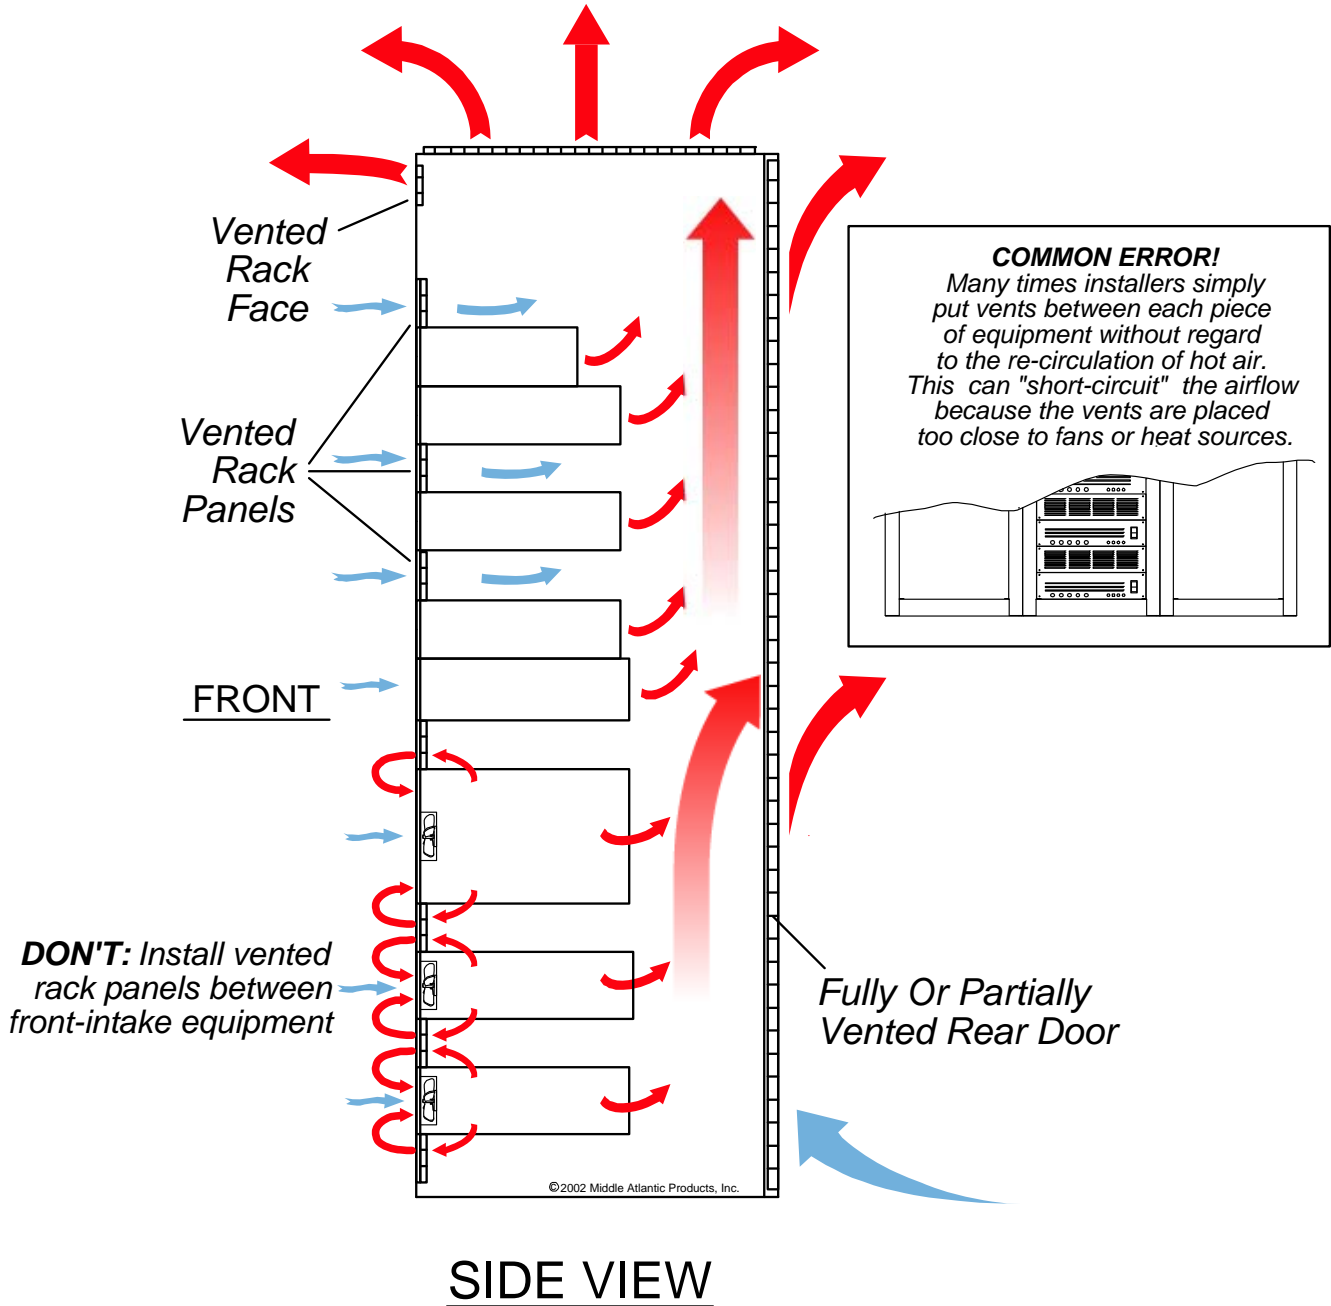 Vented
Rack
Face
COMMON ERROR!
Many times installers simply
put vents between each piece
of equipment without regard
to the re-circulation of hot air.
This can "short-circuit" the airflow
because the vents are placed
too close to fans or heat sources.
Vented
Rack
Panels
FRONT
DON'T: Install vented
rack panels between
front-intake equipment
Fully Or Partially
Vented Rear Door
©2002 Middle Atlantic Products, Inc.
SIDE VIEW